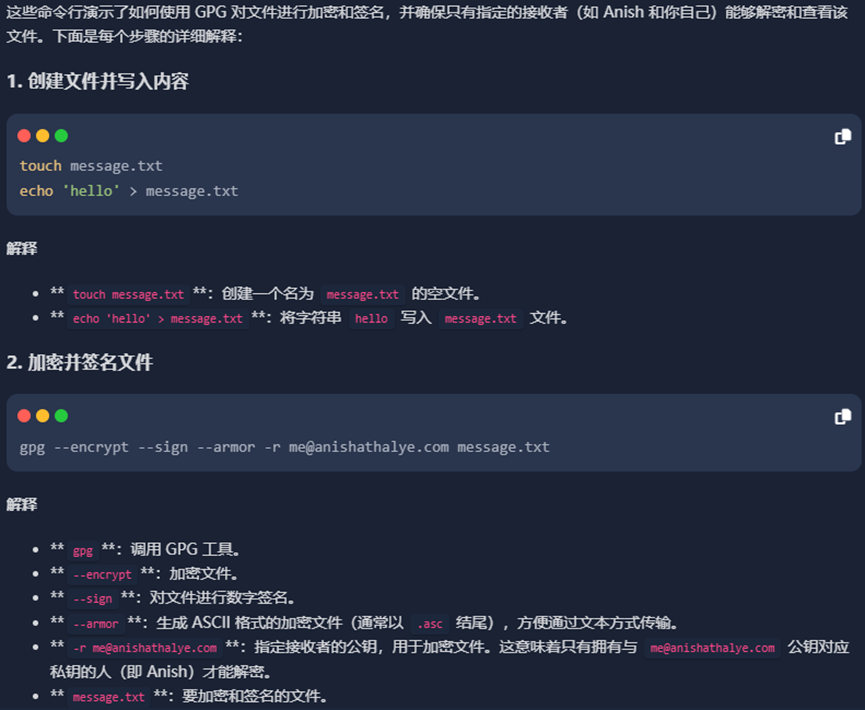 这些命令行演示了如何使用 GPG 对文件进行加密和签名，并确保只有指定的接收者（如 Anish 和你自己）能够解密和查看该
文件。下面是每个步骤的详细解释：
1. 创建文件并写入内容
touch message.txt
echo 'hello' > message.txt
解释
• ** touch message.txt **：创建一个名为 message.txt 的空文件。
• ** echo 'hello' > message.txt **：将字符串 hello 写入 message.txt 文件。
2. 加密并签名文件
gpg --encrypt --sign --armor -r me@anishathalye.com message.txt
解释
• ** gpg **：调用 GPG 工具。
• ** --encrypt **：加密文件。
• ** --sign **：对文件进行数字签名。
• ** --armor **：生成 ASCII 格式的加密文件（通常以 .asc 结尾），方便通过文本方式传输。
• ** -r me@anishathalye.com **：指定接收者的公钥，用于加密文件。这意味着只有拥有与 me@anishathalye.com 公钥对应
私钥的人（即 Anish）才能解密。
• ** message.txt **：要加密和签名的文件。